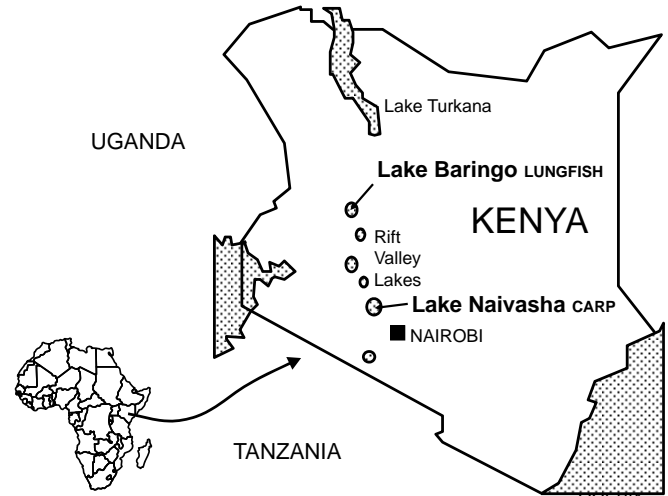 Lake Turkana
UGANDA
Lake Baringo LUNGFISH
KENYA
Rift
Valley
Lakes
Lake Naivasha CARP
NAIROBI
TANZANIA